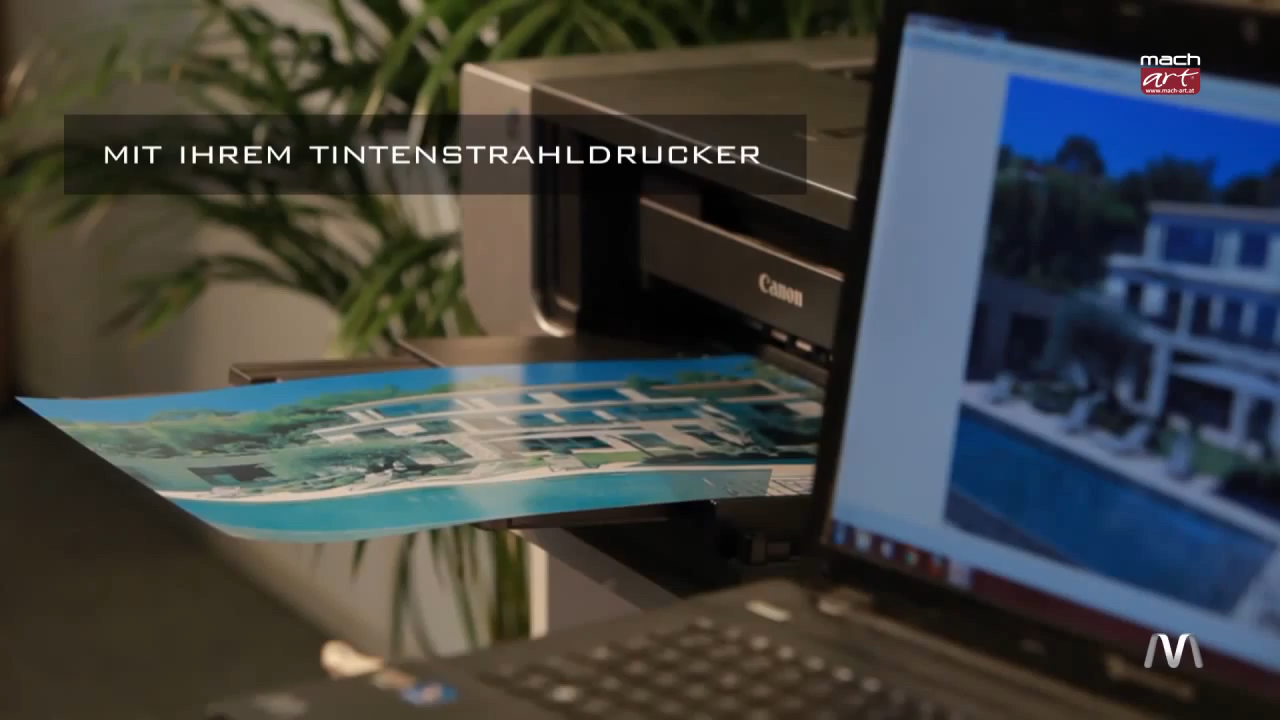 mach
art
www.mach-art.at
MIT IHREM TINTENSTRAHLDRUCKER
Canon